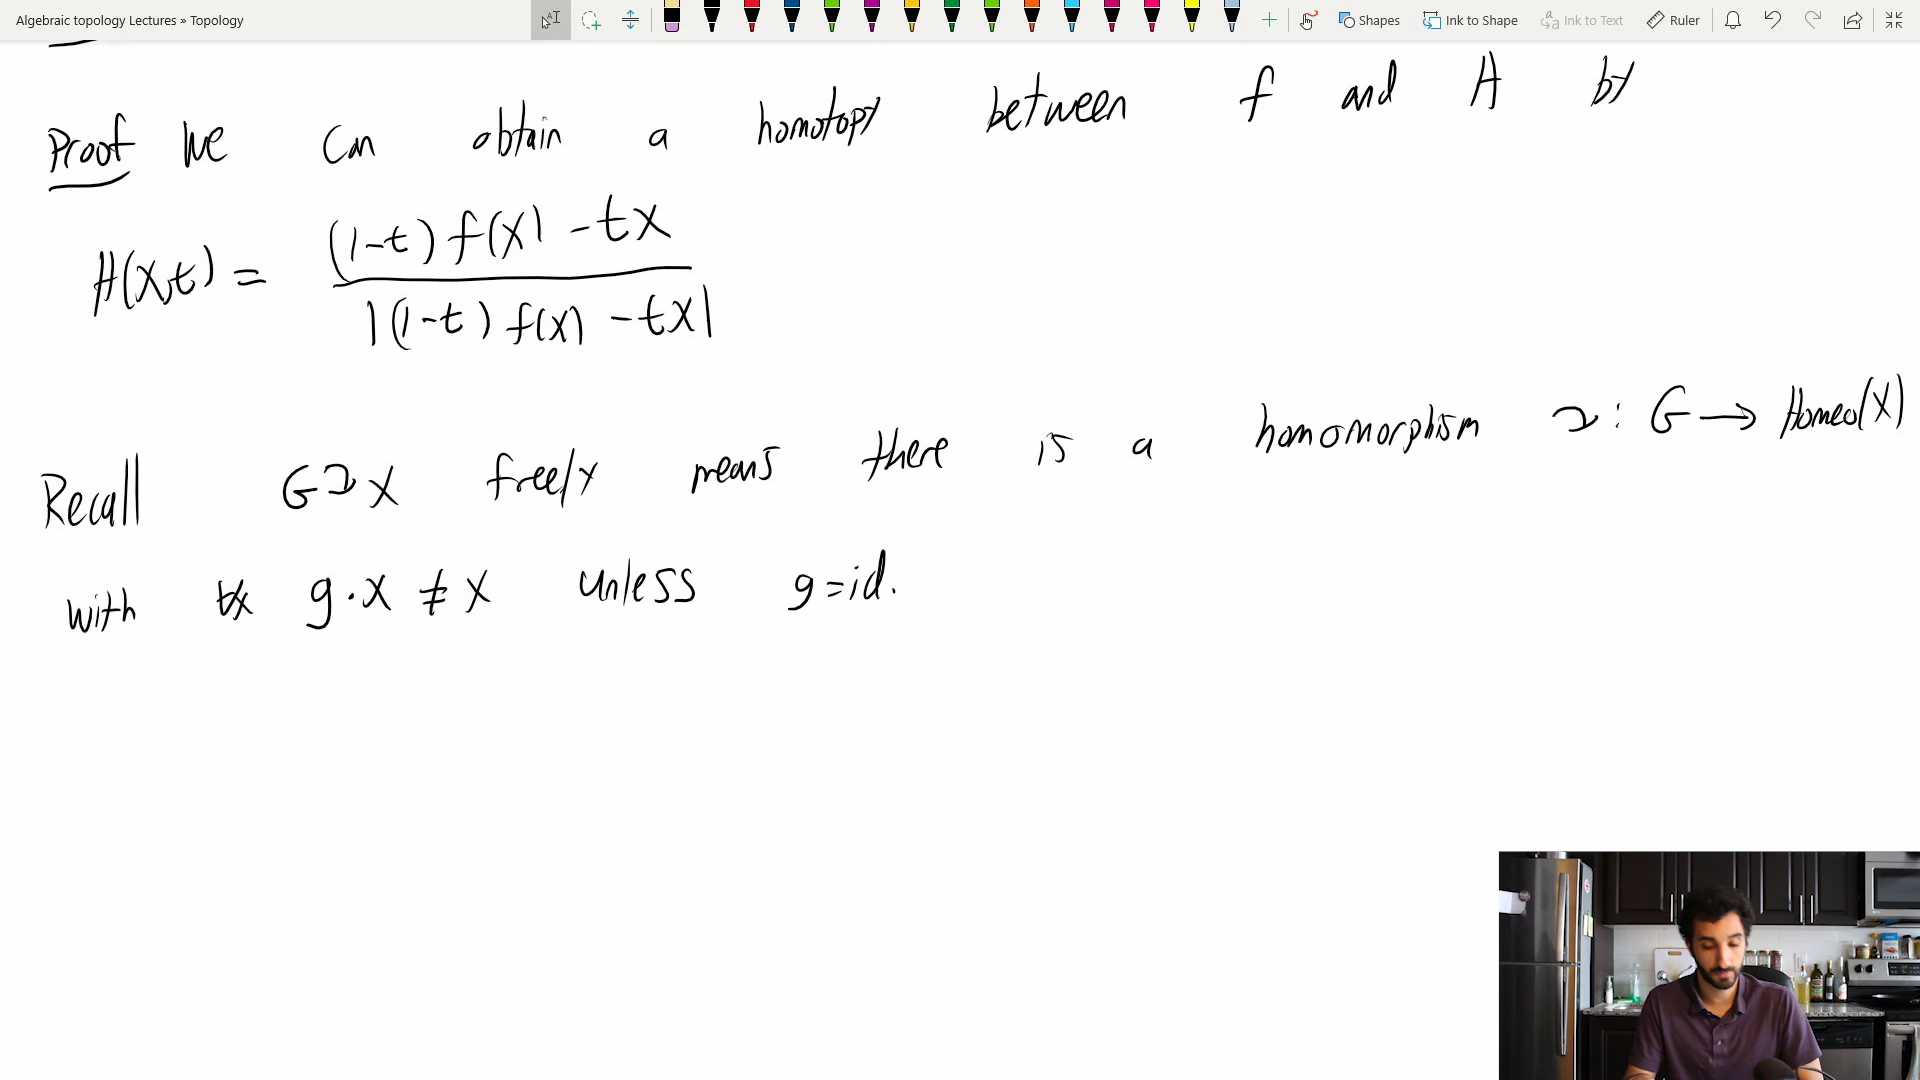 Algebraic topology Lectures » Topology
Shapes Ink to Shape Ink to Text Ruler
Proof We can obtain a homotopy between f and A by
H(x,t) = \frac{(1-t)f(x) - tx}{|(1-t)f(x) - tx|}
Recall G ⊃ X freely means there is a homomorphism ⊃ : G → Homeo(X)
with ∀x g·x ≠ x unless g = id.